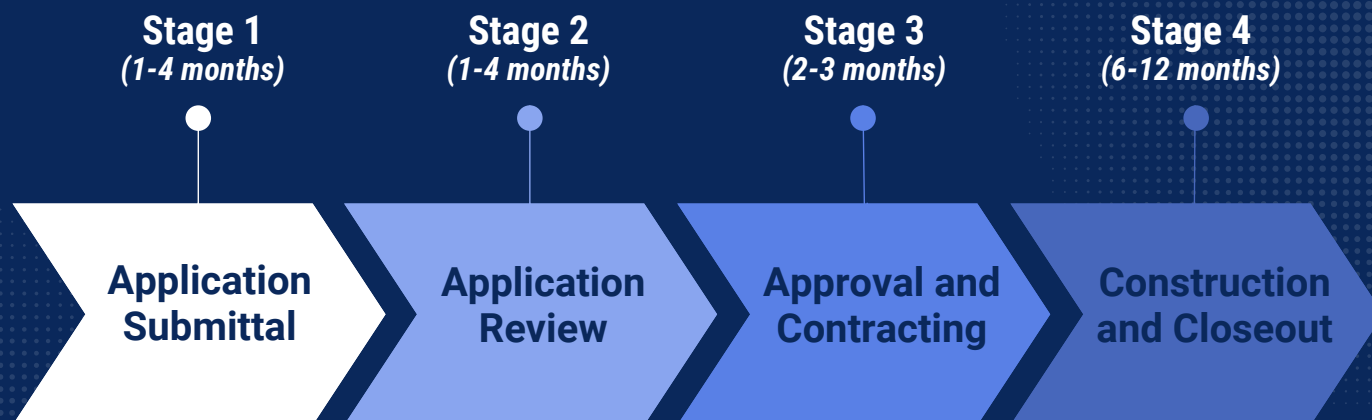 Stage 1
(1-4 months)
Stage 2
(1-4 months)
Stage 3
(2-3 months)
Stage 4
(6-12 months)
Application
Submittal
Application
Review
Approval and
Contracting
Construction
and Closeout